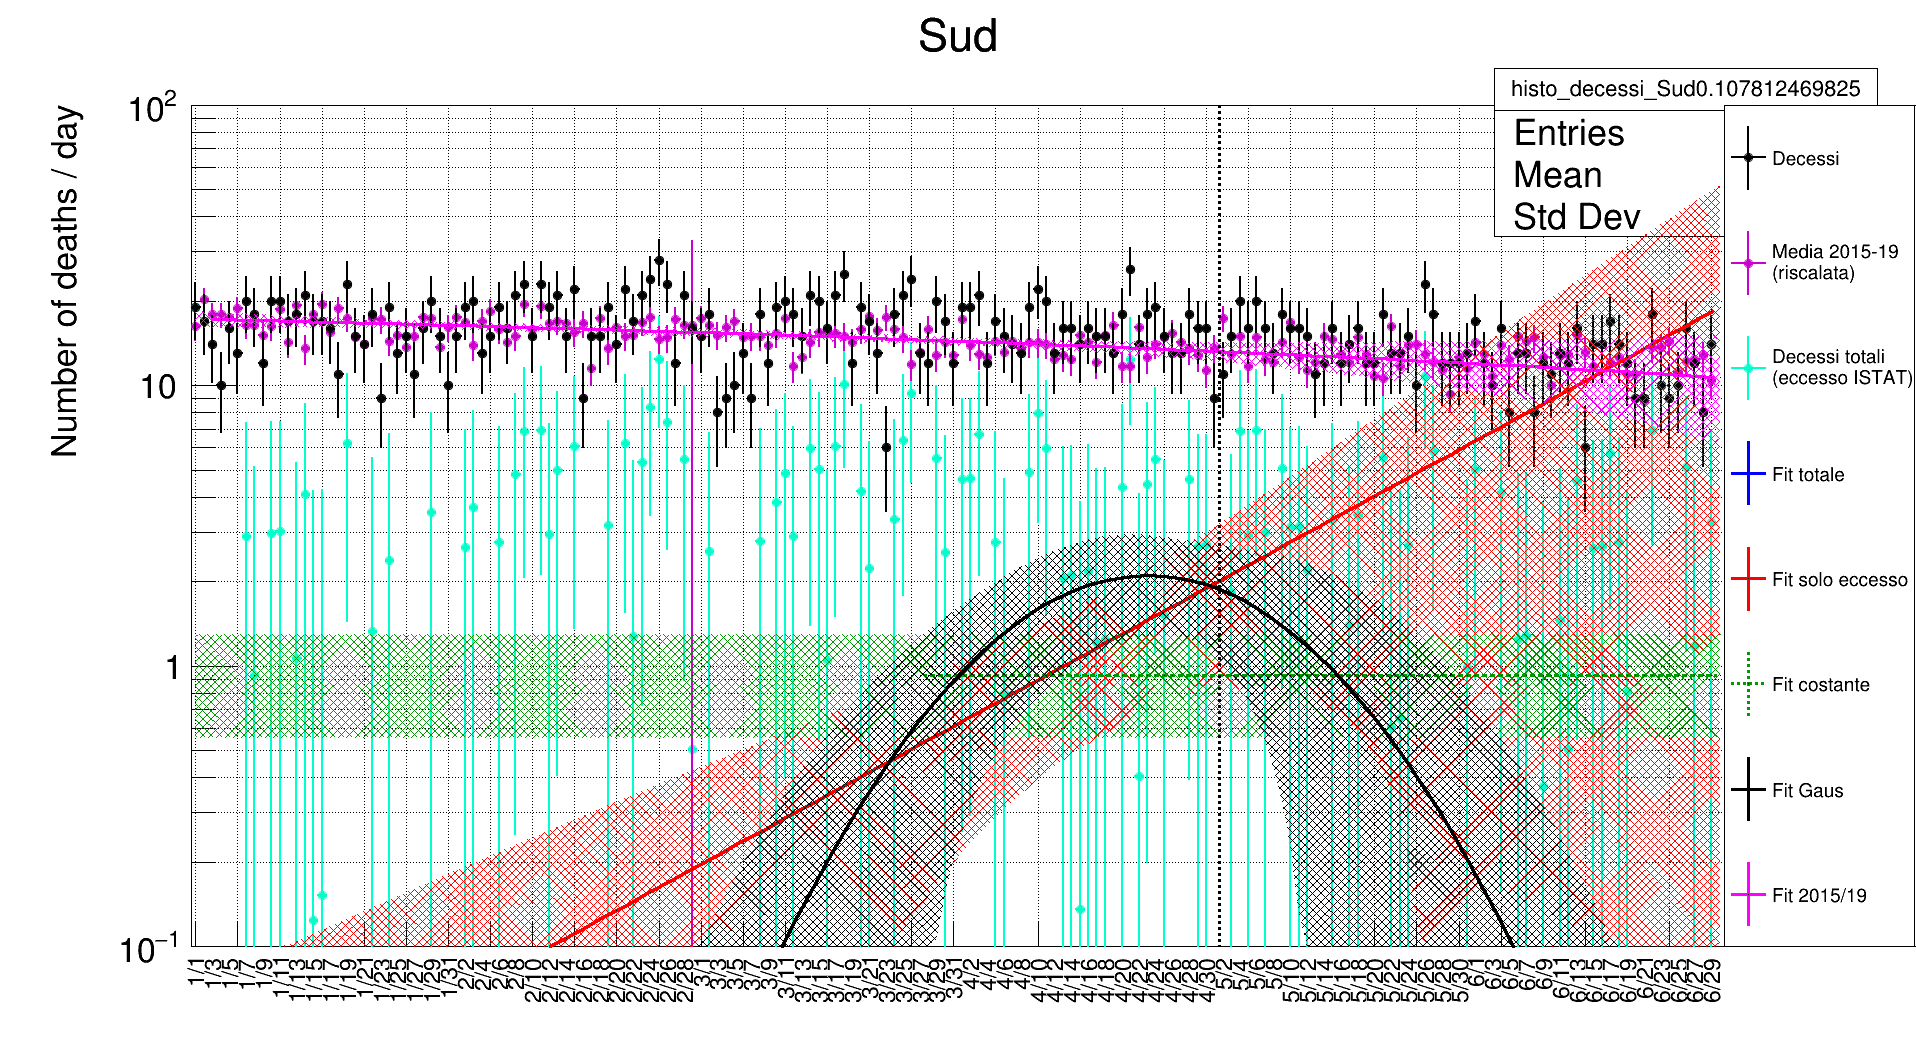 Sud
histo_decessi_Sud0.107812469825
Entries
Mean
Std Dev
Number of deaths / day
10²
10
1
10⁻¹
Decessi
Media 2015-19
(riscalata)
Decessi totali
(eccesso ISTAT)
Fit totale
Fit solo eccesso
Fit costante
Fit Gaus
Fit 2015/19
1/1 1/3 1/5 1/7 1/9 1/11 1/13 1/15 1/17 1/19 1/21 1/23 1/25 1/27 1/29 1/31 2/2 2/4 2/6 2/8 2/10 2/12 2/14 2/16 2/18 2/20 2/22 2/24 2/26 2/28 3/1 3/3 3/5 3/7 3/9 3/11 3/13 3/15 3/17 3/19 3/21 3/23 3/25 3/27 3/29 3/31 4/2 4/4 4/6 4/8 4/10 4/12 4/14 4/16 4/18 4/20 4/22 4/24 4/26 4/28 4/30 5/2 5/4 5/6 5/8 5/10 5/12 5/14 5/16 5/18 5/20 5/22 5/24 5/26 5/28 5/30 6/1 6/3 6/5 6/7 6/9 6/11 6/13 6/15 6/17 6/19 6/21 6/23 6/25 6/27 6/29